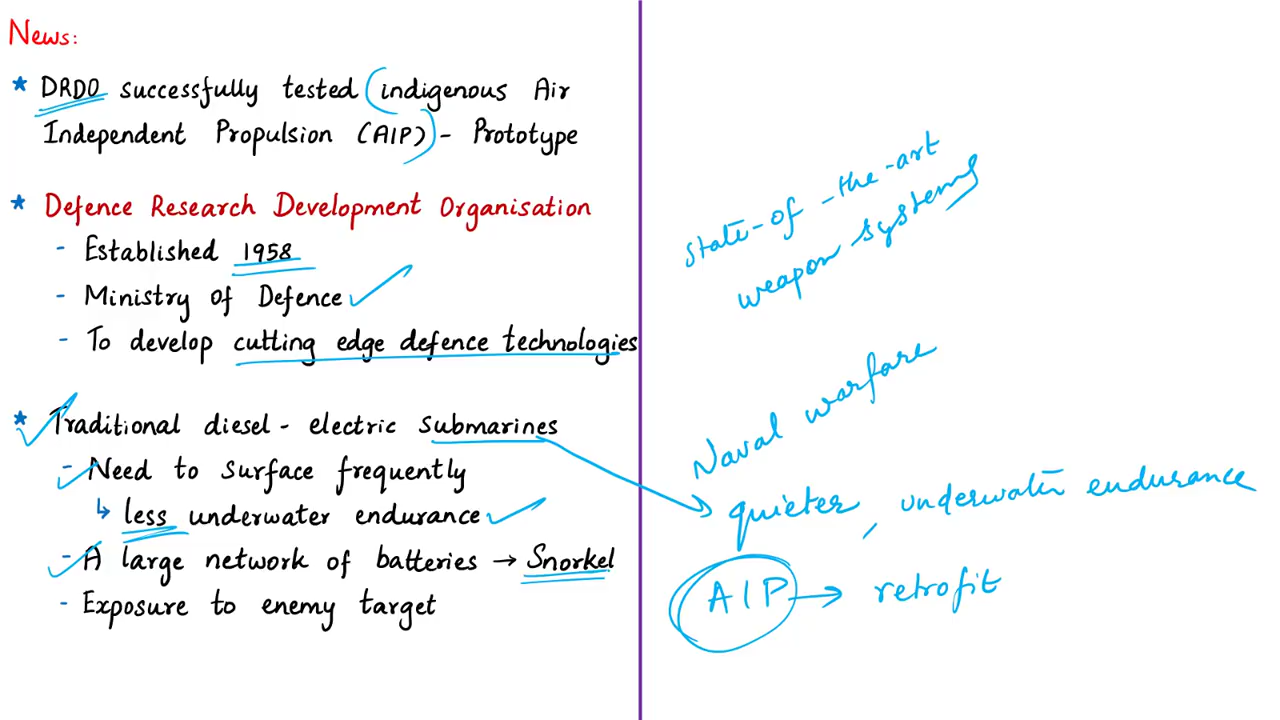 News:
* DRDO successfully tested (indigenous Air
Independent Propulsion (AIP)) - Prototype
* Defence Research Development Organisation
- Established 1958
- Ministry of Defence
- To develop cutting edge defence technologies
* Traditional diesel - electric submarines
- Need to surface frequently
↳ less underwater endurance
- A large network of batteries → Snorkel
- Exposure to enemy target
state-of-the-art
weapon systems
Naval warfare
quieter, underwater endurance
AIP → retrofit